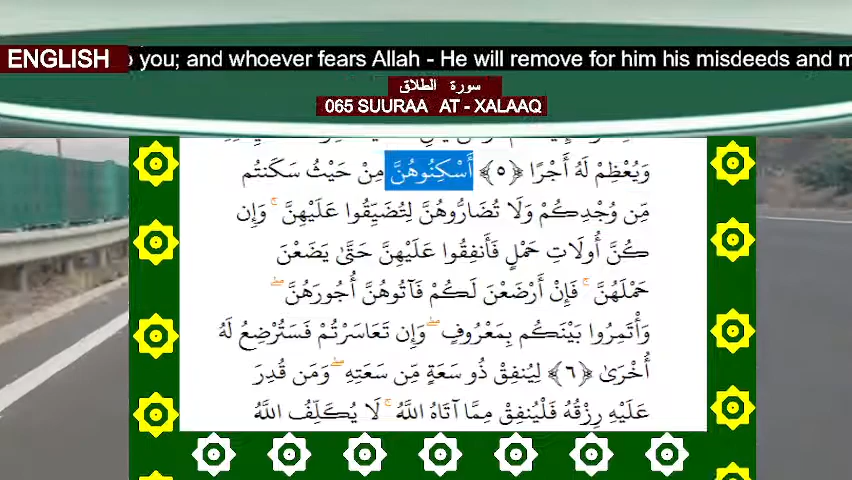 ENGLISH
you; and whoever fears Allah - He will remove for him his misdeeds and m
سورة الطلاق
065 SUURAA AT - XALAAQ
وَيُعْظِمْ لَهُ أَجْرًا ﴿٥﴾ أَسْكِنُوهُنَّ مِنْ حَيْثُ سَكَنتُم
مِّن وُجْدِكُمْ وَلَا تُضَارُّوهُنَّ لِتُضَيِّقُوا عَلَيْهِنَّ ۚ وَإِن
كُنَّ أُولَاتِ حَمْلٍ فَأَنفِقُوا عَلَيْهِنَّ حَتَّىٰ يَضَعْنَ
حَمْلَهُنَّ ۚ فَإِنْ أَرْضَعْنَ لَكُمْ فَآتُوهُنَّ أُجُورَهُنَّ ۖ
وَأْتَمِرُوا بَيْنَكُم بِمَعْرُوفٍ ۖ وَإِن تَعَاسَرْتُمْ فَسَتُرْضِعُ لَهُ
أُخْرَىٰ ﴿٦﴾ لِيُنفِقْ ذُو سَعَةٍ مِّن سَعَتِهِ ۖ وَمَن قُدِرَ
عَلَيْهِ رِزْقُهُ فَلْيُنفِقْ مِمَّا آتَاهُ اللَّهُ ۚ لَا يُكَلِّفُ اللَّهُ